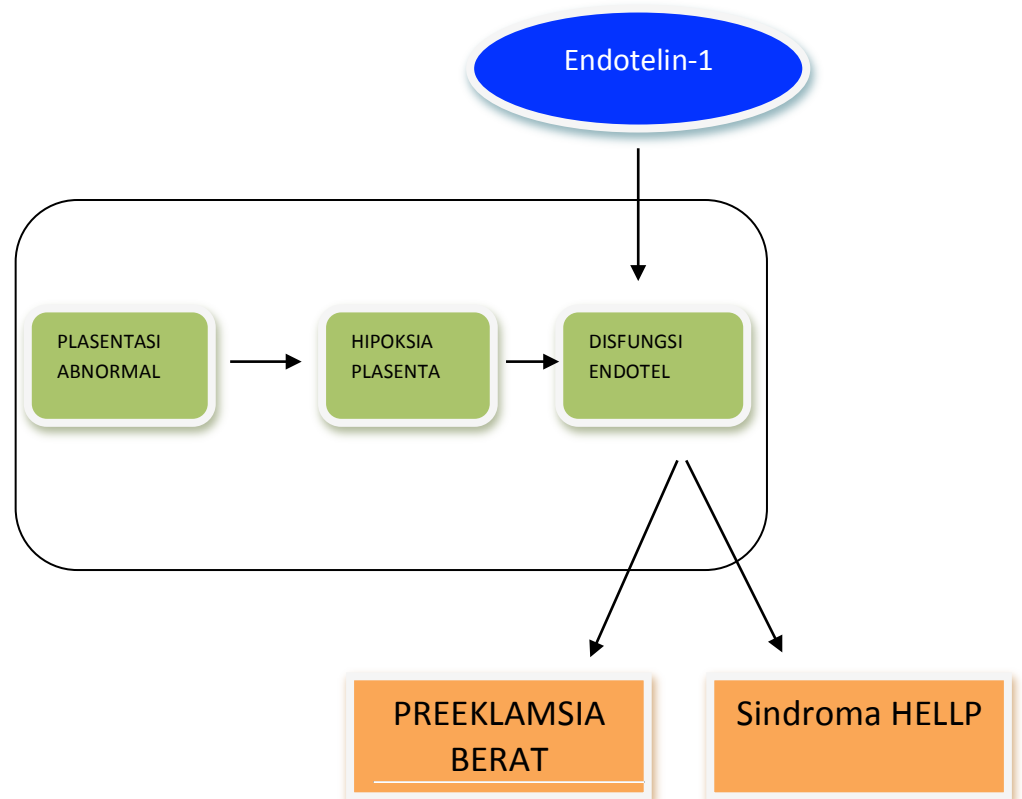 Endotelin-1
PLASENTASI
ABNORMAL
HIPOKSIA
PLASENTA
DISFUNGSI
ENDOTEL
PREEKLAMSIA
BERAT
Sindroma HELLP